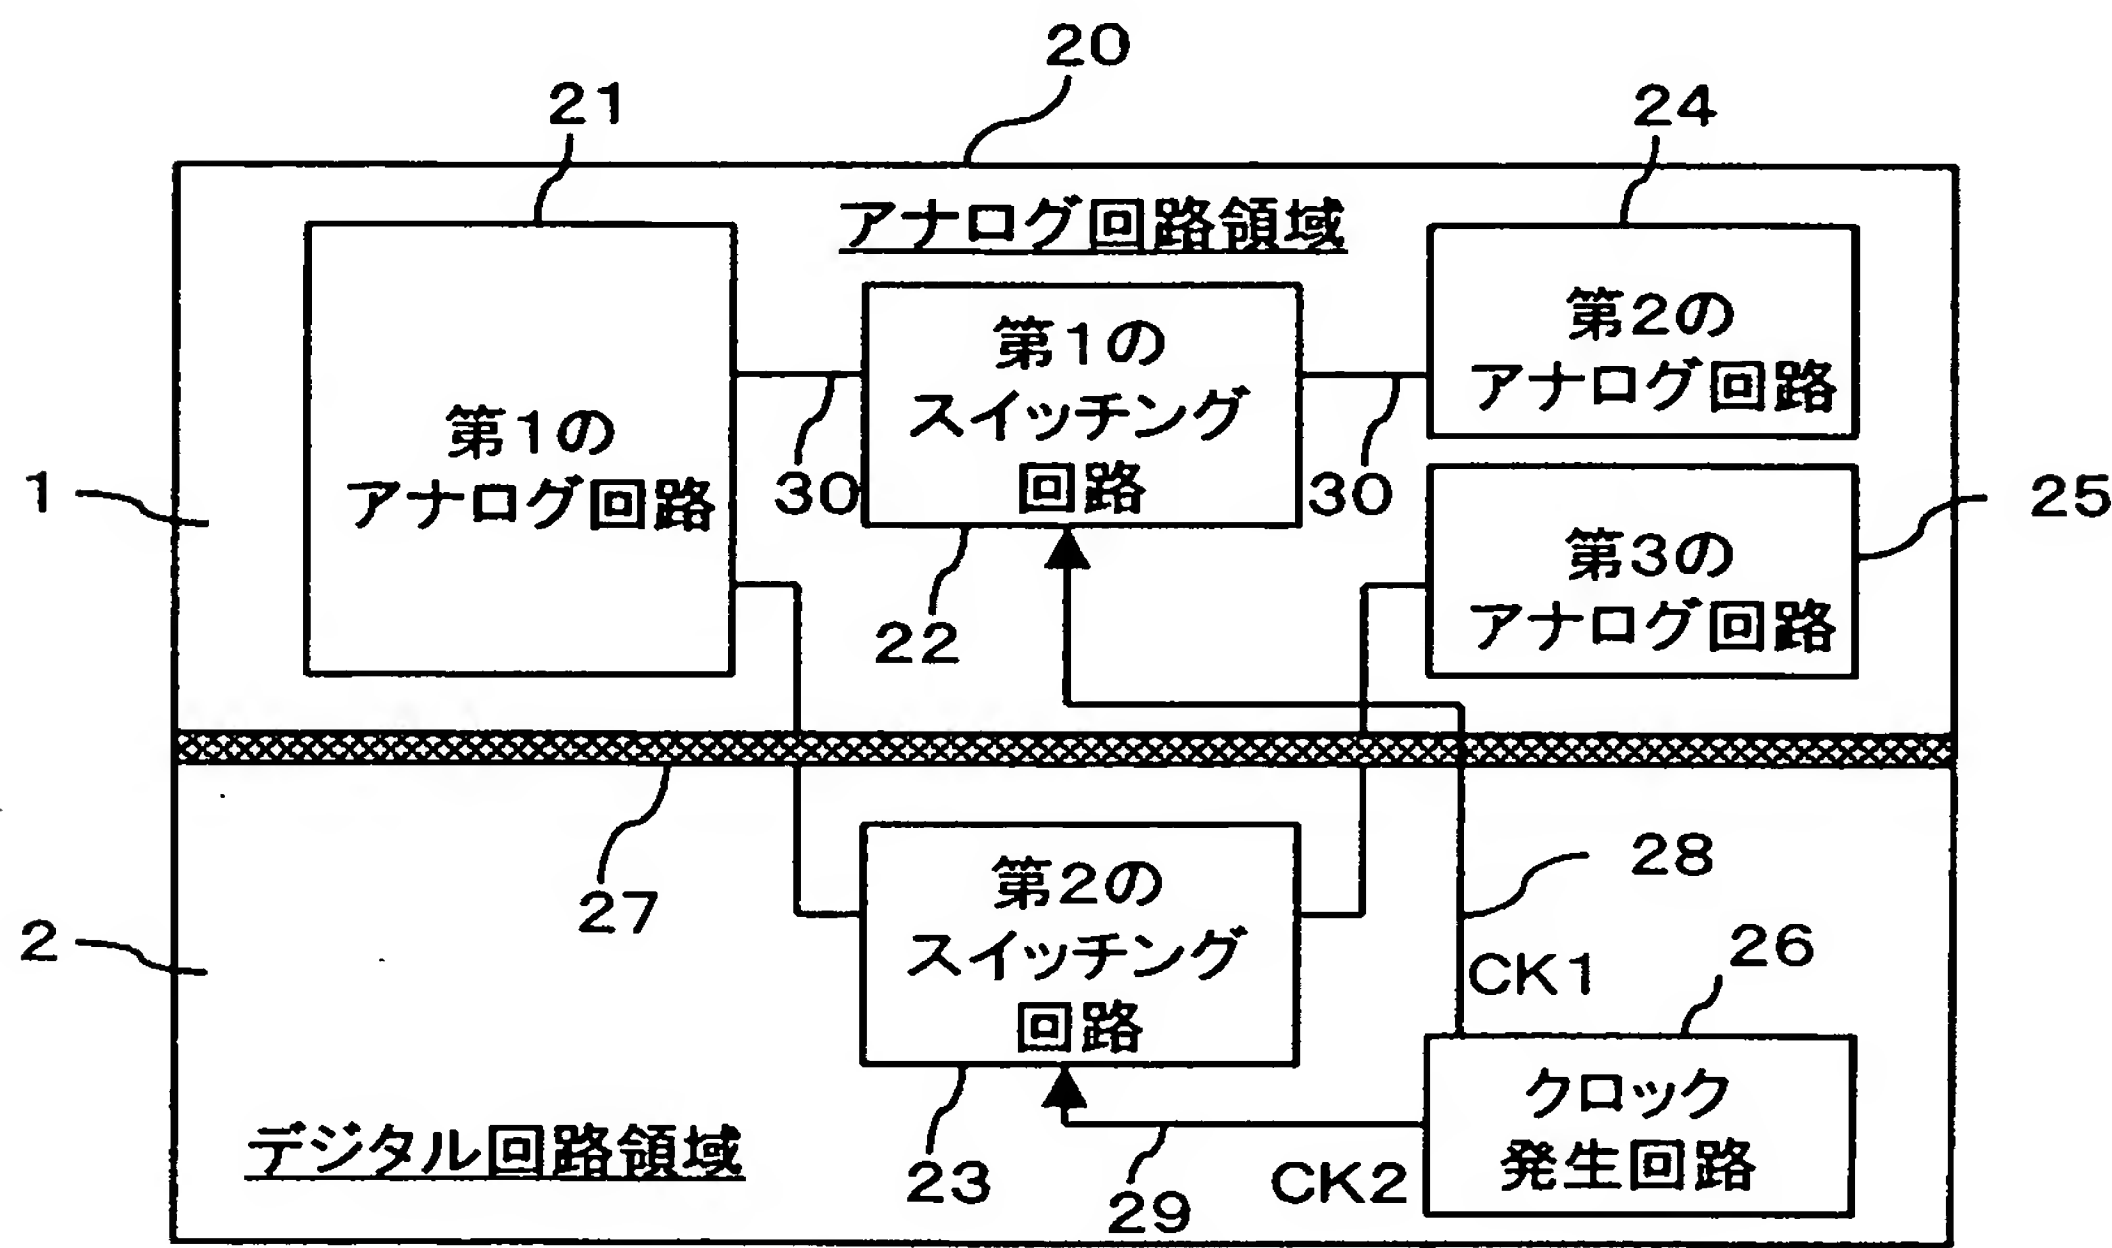 20
21
24
アナログ回路領域
第1の
アナログ回路
第1の
スイッチング
回路
第2の
アナログ回路
30
30
1
25
第3の
アナログ回路
22
27
28
第2の
スイッチング
回路
2
CK1
26
クロック
発生回路
デジタル回路領域
23
29
CK2